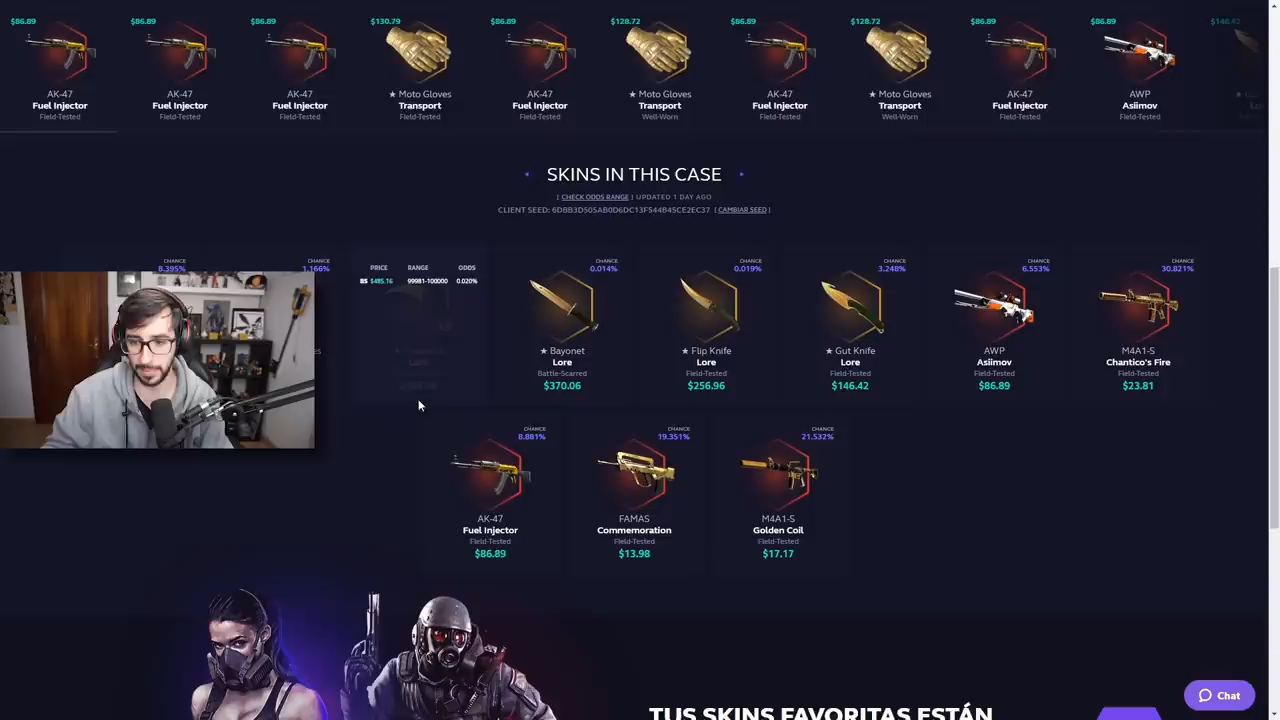 $86.89
$86.89
$86.89
$130.79
$86.89
$128.72
$86.89
$128.72
$86.89
$86.89
$146.42
AK-47
Fuel Injector
Field-Tested
AK-47
Fuel Injector
Field-Tested
AK-47
Fuel Injector
Field-Tested
★ Moto Gloves
Transport
Field-Tested
AK-47
Fuel Injector
Field-Tested
★ Moto Gloves
Transport
Well-Worn
AK-47
Fuel Injector
Field-Tested
★ Moto Gloves
Transport
Well-Worn
AK-47
Fuel Injector
Field-Tested
AWP
Asiimov
Field-Tested
SKINS IN THIS CASE
[ CHECK ODDS RANGE ] UPDATED 1 DAY AGO
CLIENT SEED: 6DBB3D505AB0D6DC13F544B45CE2EC37 [ CAMBIAR SEED ]
CHANCE
8.395%
CHANCE
1.166%
PRICE RANGE ODDS
BS $485.16 99981-100000 0.020%
CHANCE
0.014%
★ Bayonet
Lore
Battle-Scarred
$370.06
CHANCE
0.019%
★ Flip Knife
Lore
Field-Tested
$256.96
CHANCE
3.248%
★ Gut Knife
Lore
Field-Tested
$146.42
CHANCE
6.553%
AWP
Asiimov
Field-Tested
$86.89
CHANCE
30.821%
M4A1-S
Chantico's Fire
Field-Tested
$23.81
CHANCE
8.881%
AK-47
Fuel Injector
Field-Tested
$86.89
CHANCE
19.351%
FAMAS
Commemoration
Field-Tested
$13.98
CHANCE
21.532%
M4A1-S
Golden Coil
Field-Tested
$17.17
TUS SKINS FAVORITAS ESTÁN
Chat